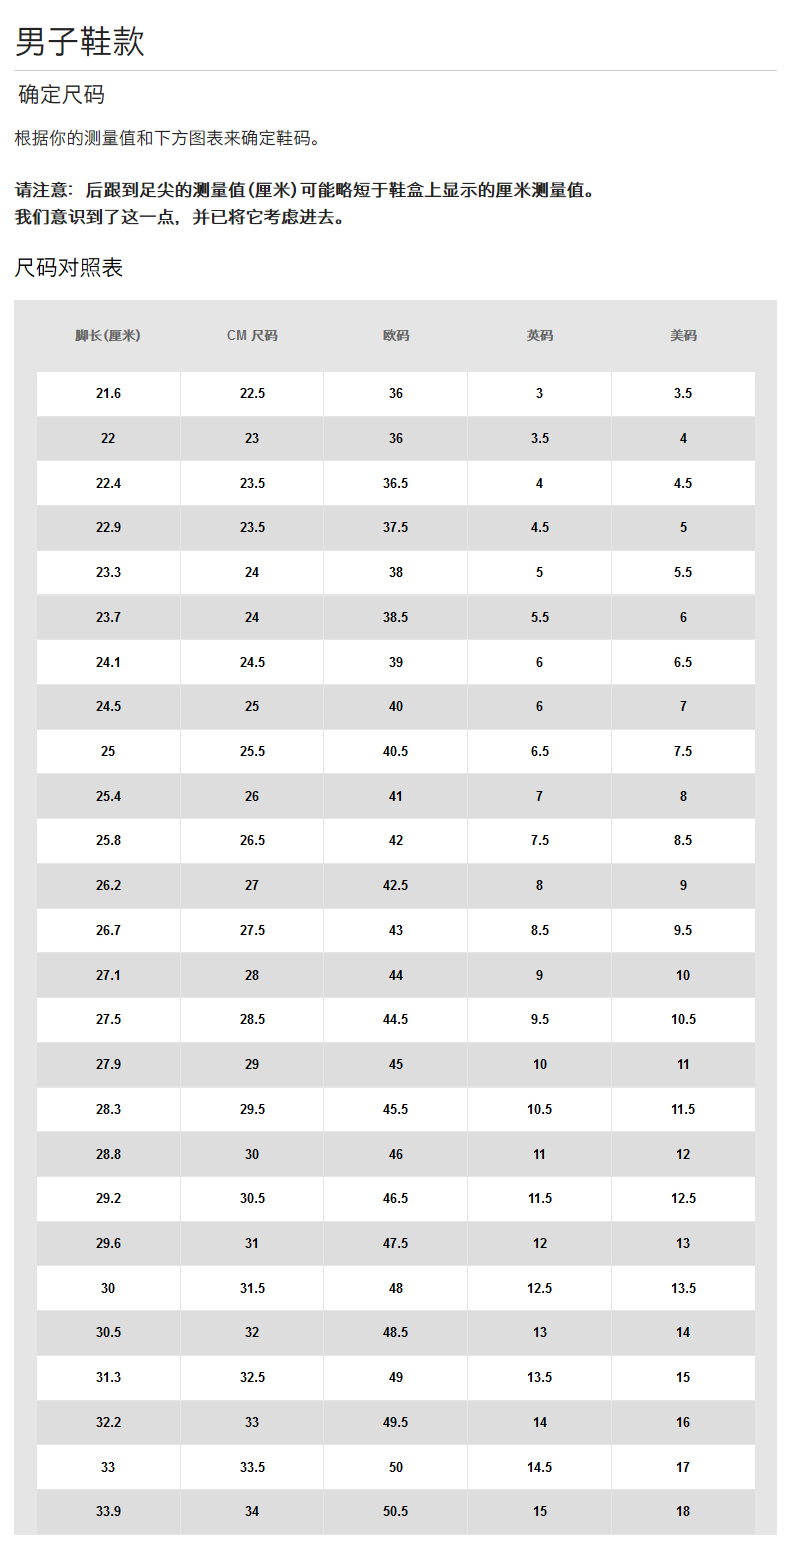 男子鞋款
确定尺码
根据你的测量值和下方图表来确定鞋码。
请注意: 后跟到足尖的测量值(厘米)可能略短于鞋盒上显示的厘米测量值。
我们意识到了这一点, 并已将它考虑进去。
尺码对照表
脚长(厘米) CM 尺码 欧码 英码 美码
21.6 22.5 36 3 3.5
22 23 36 3.5 4
22.4 23.5 36.5 4 4.5
22.9 23.5 37.5 4.5 5
23.3 24 38 5 5.5
23.7 24 38.5 5.5 6
24.1 24.5 39 6 6.5
24.5 25 40 6 7
25 25.5 40.5 6.5 7.5
25.4 26 41 7 8
25.8 26.5 42 7.5 8.5
26.2 27 42.5 8 9
26.7 27.5 43 8.5 9.5
27.1 28 44 9 10
27.5 28.5 44.5 9.5 10.5
27.9 29 45 10 11
28.3 29.5 45.5 10.5 11.5
28.8 30 46 11 12
29.2 30.5 46.5 11.5 12.5
29.6 31 47.5 12 13
30 31.5 48 12.5 13.5
30.5 32 48.5 13 14
31.3 32.5 49 13.5 15
32.2 33 49.5 14 16
33 33.5 50 14.5 17
33.9 34 50.5 15 18